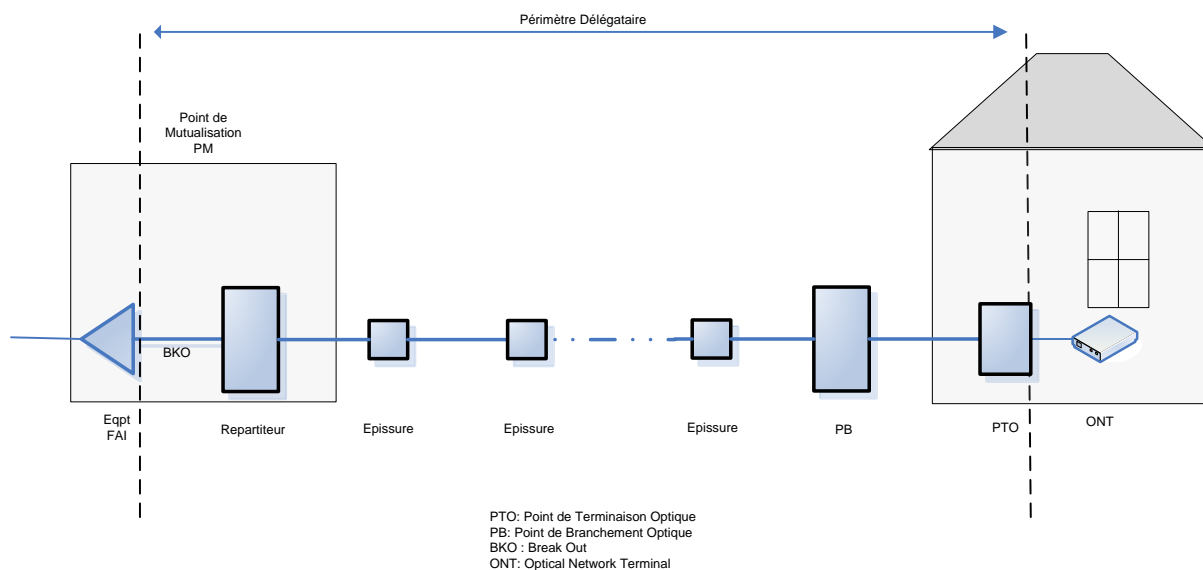 Périmètre Délégataire
Point de
Mutualisation
PM
BKO
Eqpt
FAI
Repartiteur
Epissure
Epissure
Epissure
PB
PTO
ONT
PTO: Point de Terminaison Optique
PB: Point de Branchement Optique
BKO : Break Out
ONT: Optical Network Terminal